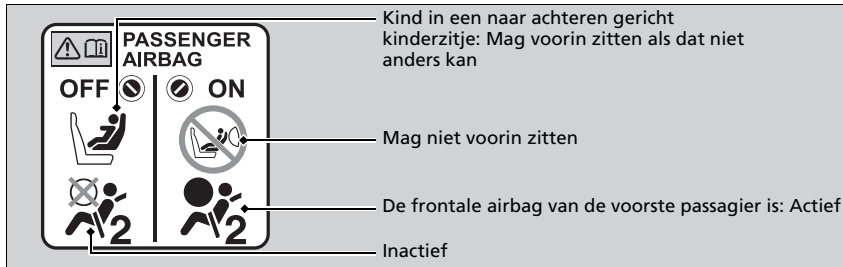 PASSENGER
AIRBAG
OFF ON
2 2
Kind in een naar achteren gericht
kinderzitje: Mag voorin zitten als dat niet
anders kan
Mag niet voorin zitten
De frontale airbag van de voorste passagier is: Actief
Inactief